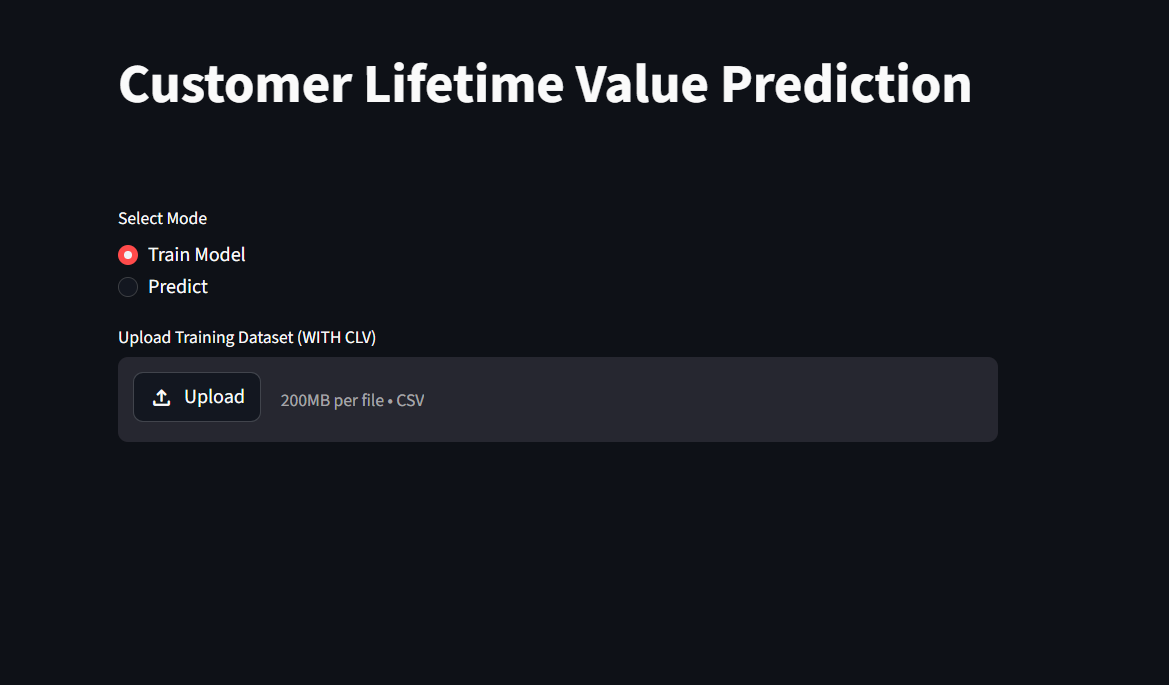 Customer Lifetime Value Prediction
Select Mode
Train Model
Predict
Upload Training Dataset (WITH CLV)
Upload
200MB per file • CSV